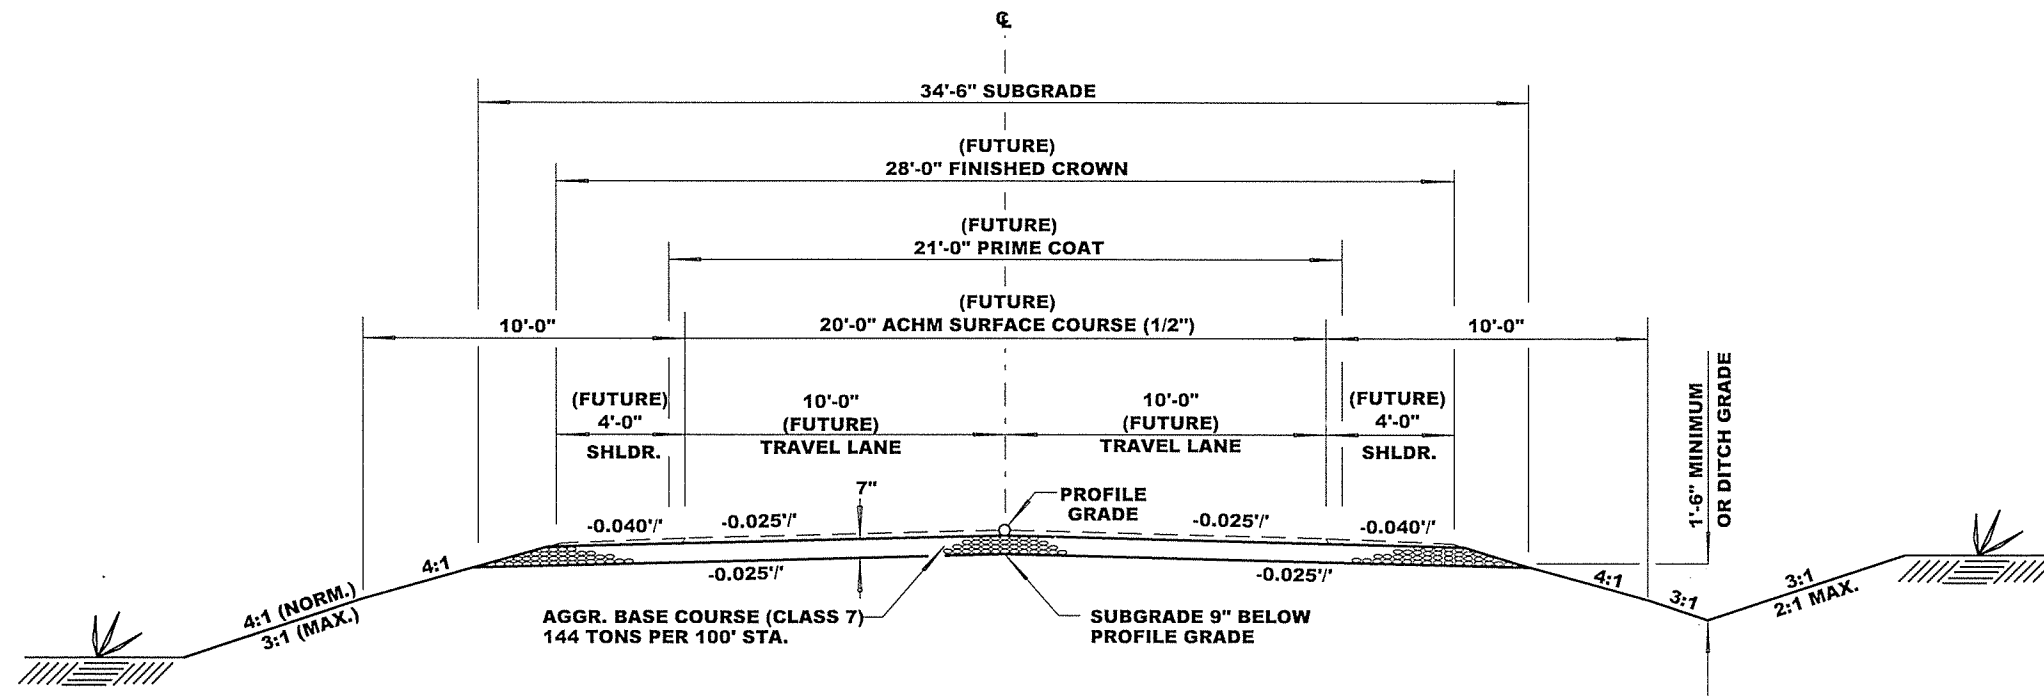 ℄
34'-6" SUBGRADE
(FUTURE)
28'-0" FINISHED CROWN
(FUTURE)
21'-0" PRIME COAT
(FUTURE)
10'-0"
20'-0" ACHM SURFACE COURSE (1/2")
10'-0"
(FUTURE)
4'-0"
SHLDR.
10'-0"
(FUTURE)
TRAVEL LANE
10'-0"
(FUTURE)
TRAVEL LANE
(FUTURE)
4'-0"
SHLDR.
1'-6" MINIMUM
OR DITCH GRADE
7"
PROFILE
GRADE
-0.040'/'
-0.025'/'
-0.025'/'
-0.040'/'
4:1
-0.025'/'
-0.025'/'
4:1
3:1
3:1
2:1 MAX.
4:1 (NORM.)
3:1 (MAX.)
AGGR. BASE COURSE (CLASS 7)
144 TONS PER 100' STA.
SUBGRADE 9" BELOW
PROFILE GRADE